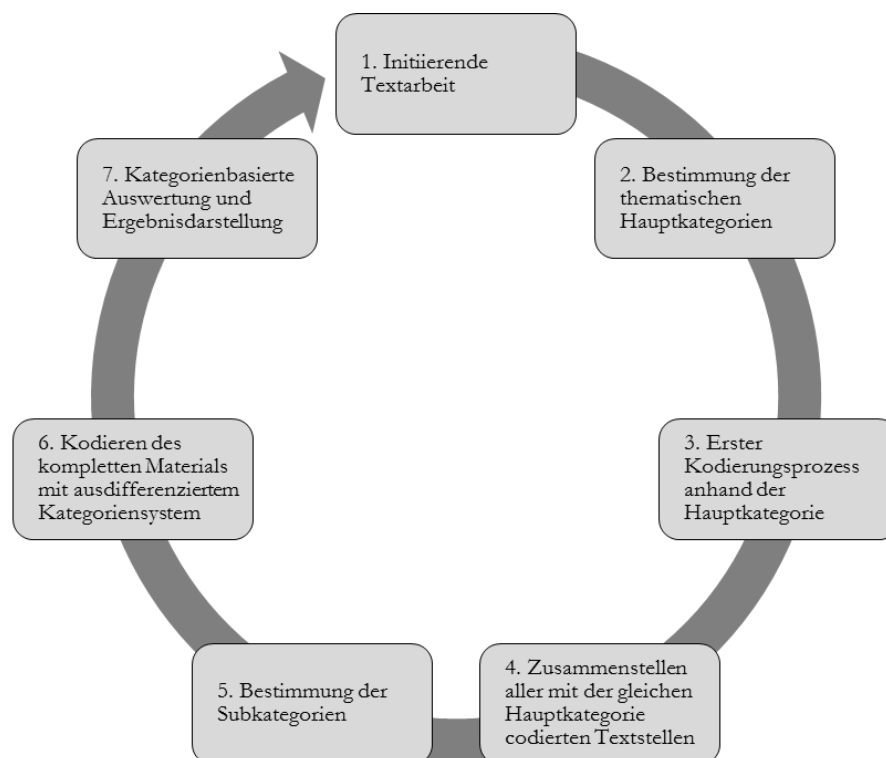 1. Initiierende
Textarbeit
2. Bestimmung der
thematischen
Hauptkategorien
3. Erster
Kodierungsprozess
anhand der
Hauptkategorie
4. Zusammenstellen
aller mit der gleichen
Hauptkategorie
codierten Textstellen
5. Bestimmung der
Subkategorien
6. Kodieren des
kompletten Materials
mit ausdifferenziertem
Kategoriensystem
7. Kategorienbasierte
Auswertung und
Ergebnisdarstellung